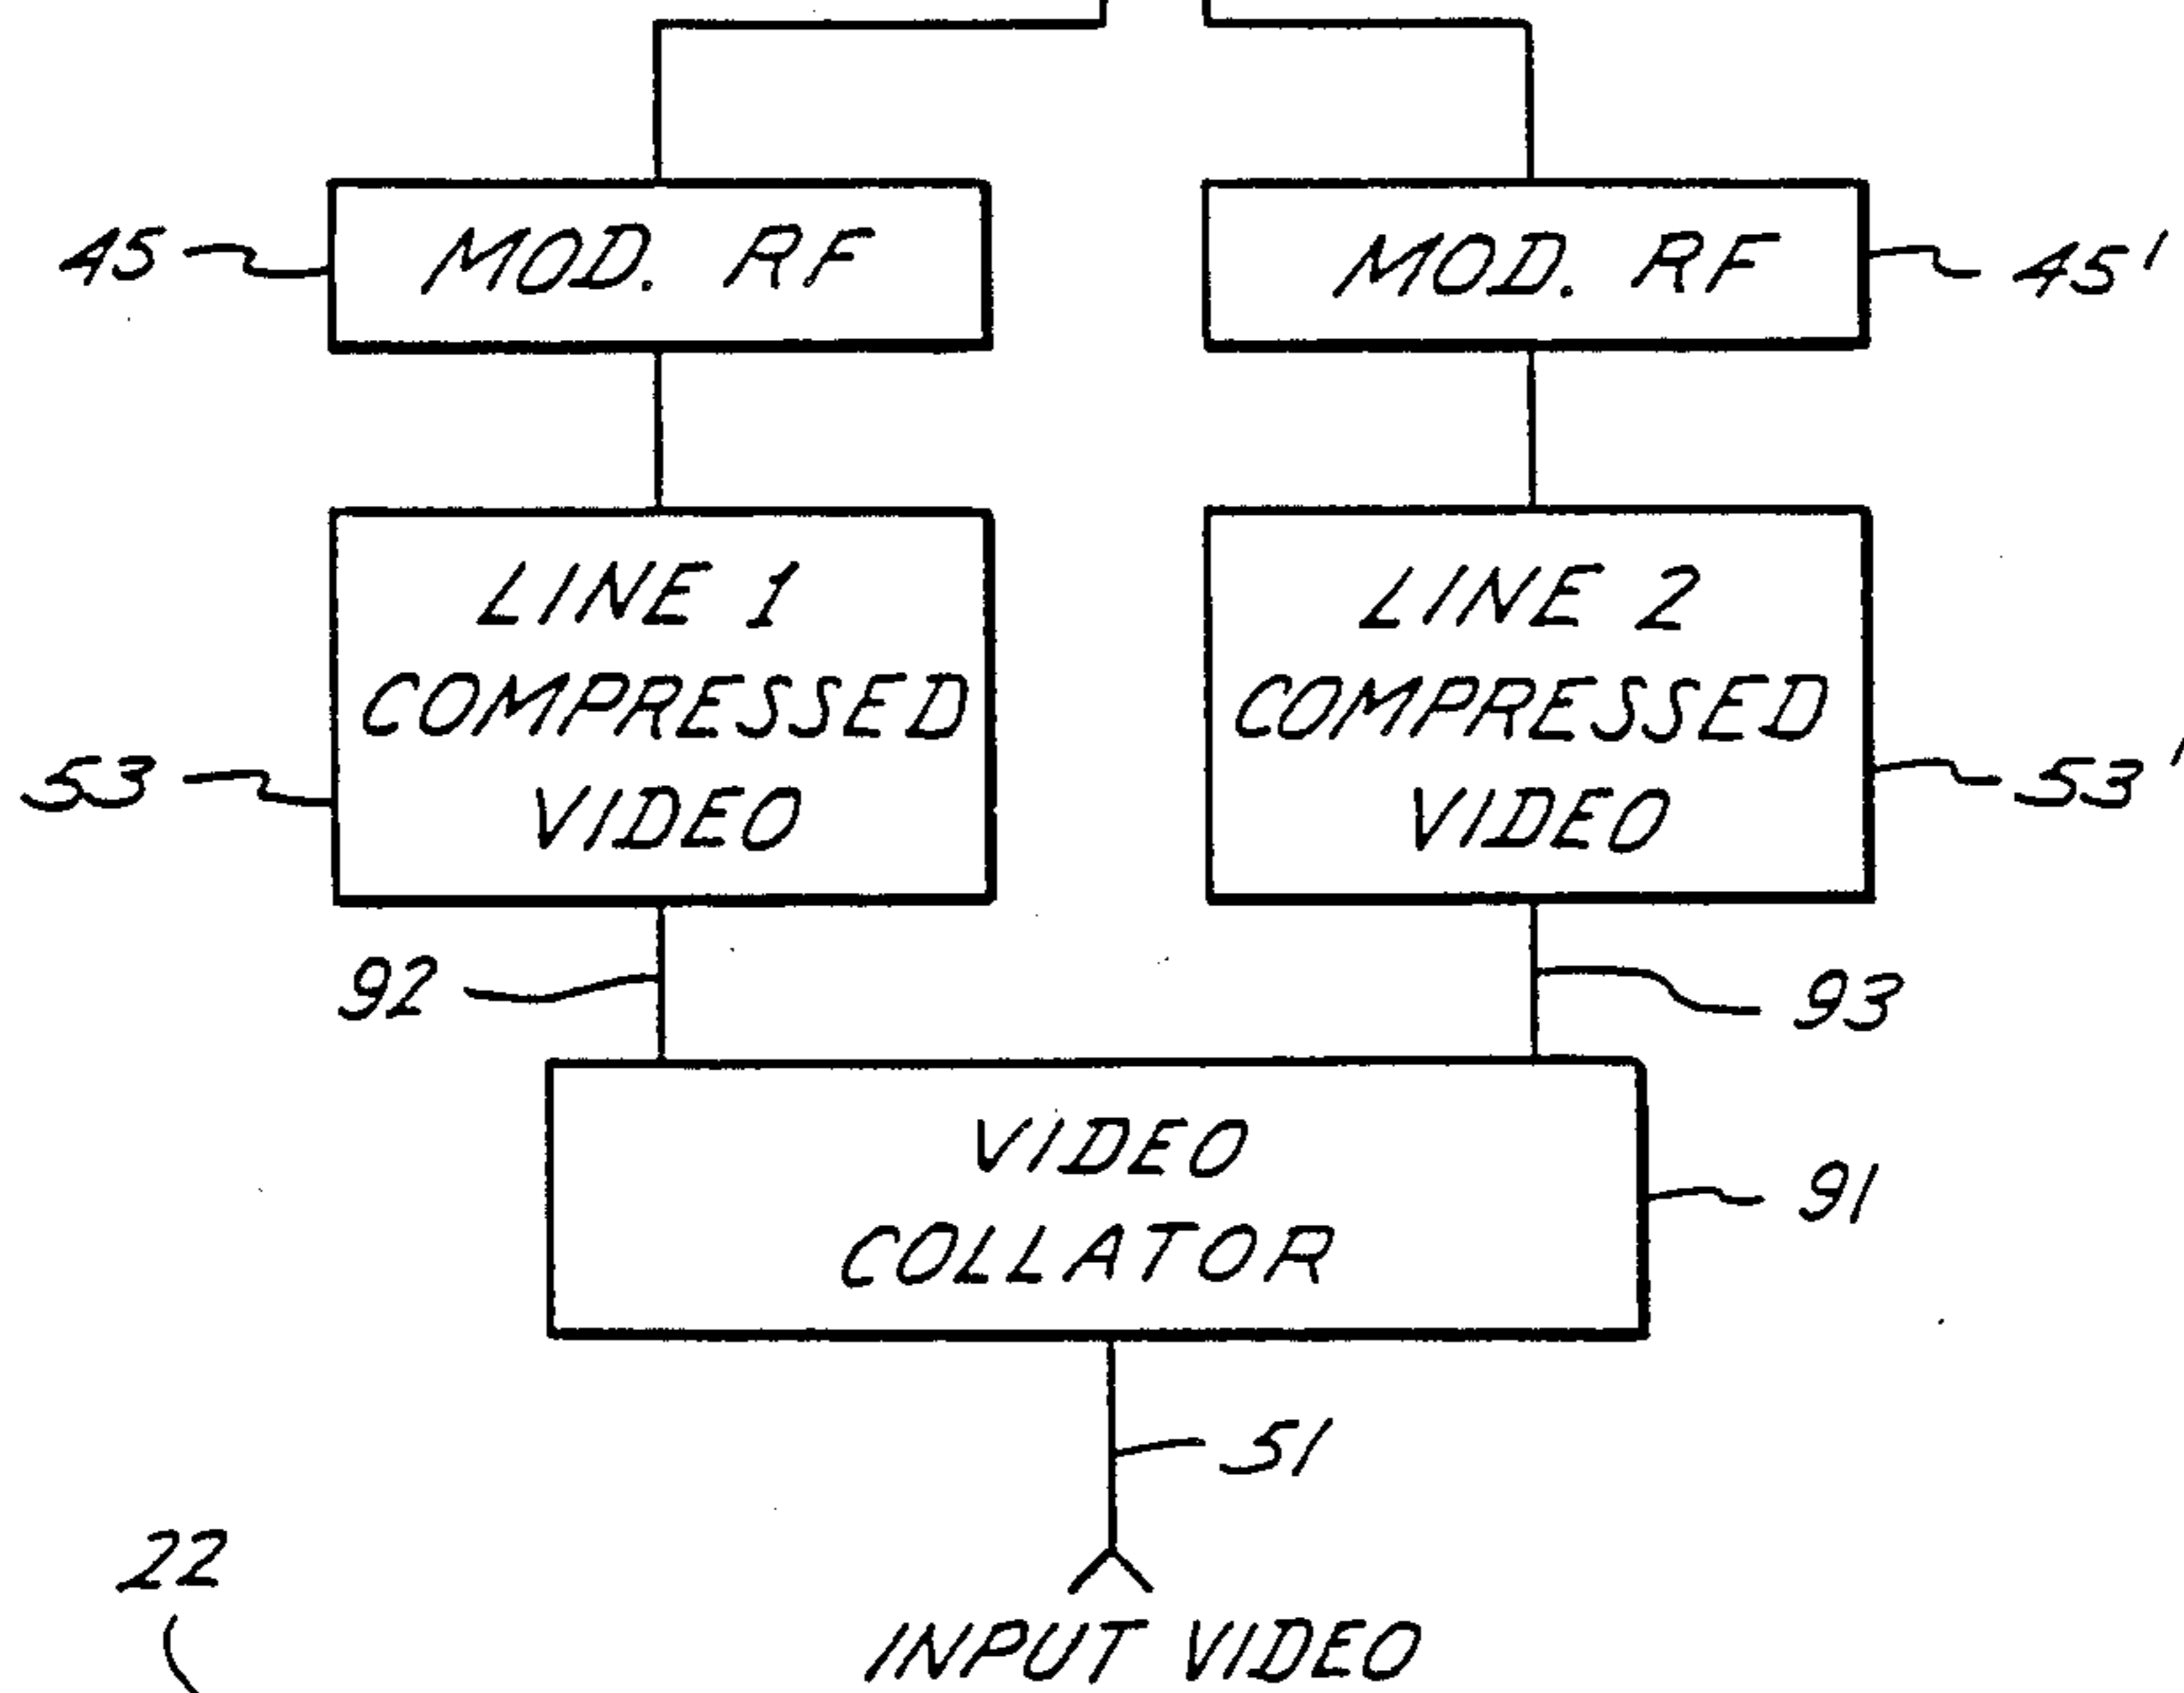 45
MOD. RF
MOD. RF
45'
LINE 1
COMPRESSED
VIDEO
53
LINE 2
COMPRESSED
VIDEO
53'
92
93
VIDEO
COLLATOR
91
51
22
INPUT VIDEO